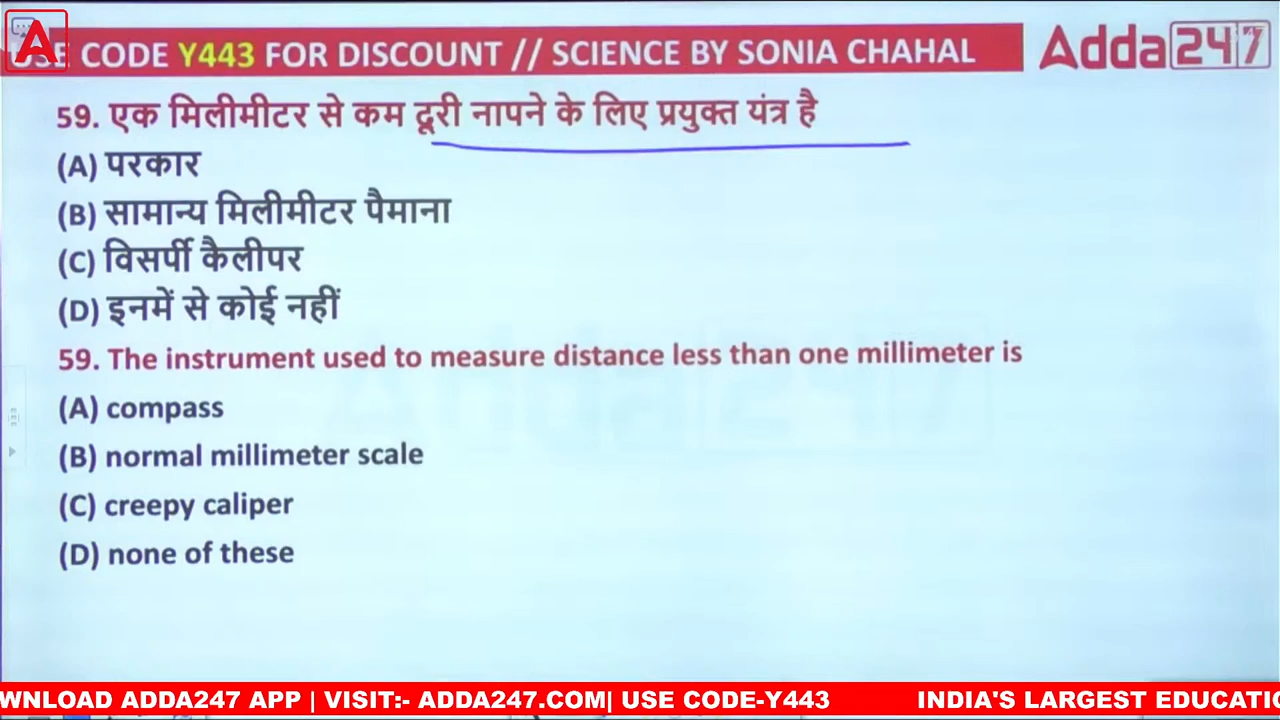 A
SE CODE Y443 FOR DISCOUNT // SCIENCE BY SONIA CHAHAL
Adda247
59. एक मिलीमीटर से कम दूरी नापने के लिए प्रयुक्त यंत्र है
(A) परकार
(B) सामान्य मिलीमीटर पैमाना
(C) विसर्पी कैलीपर
(D) इनमें से कोई नहीं
59. The instrument used to measure distance less than one millimeter is
(A) compass
(B) normal millimeter scale
(C) creepy caliper
(D) none of these
WNLOAD ADDA247 APP | VISIT:- ADDA247.COM| USE CODE-Y443 INDIA'S LARGEST EDUCATIO